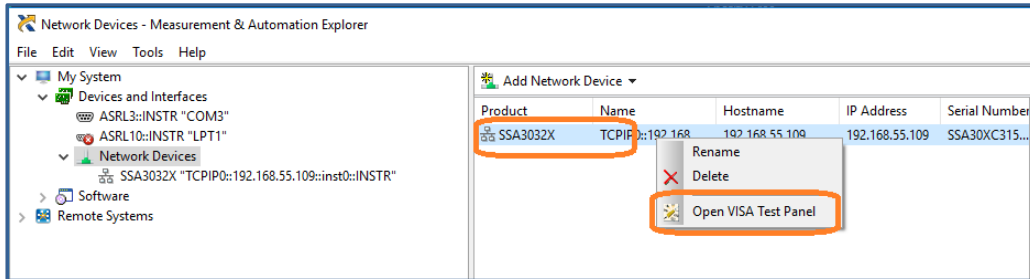 Network Devices - Measurement & Automation Explorer
File Edit View Tools Help
My System
Devices and Interfaces
ASRL3::INSTR "COM3"
ASRL10::INSTR "LPT1"
Network Devices
SSA3032X "TCPIP0::192.168.55.109::inst0::INSTR"
Software
Remote Systems
Add Network Device
Product Name Hostname IP Address Serial Number
SSA3032X TCPIP0::192.168 192.168.55.109 192.168.55.109 SSA30XC315...
Rename
Delete
Open VISA Test Panel